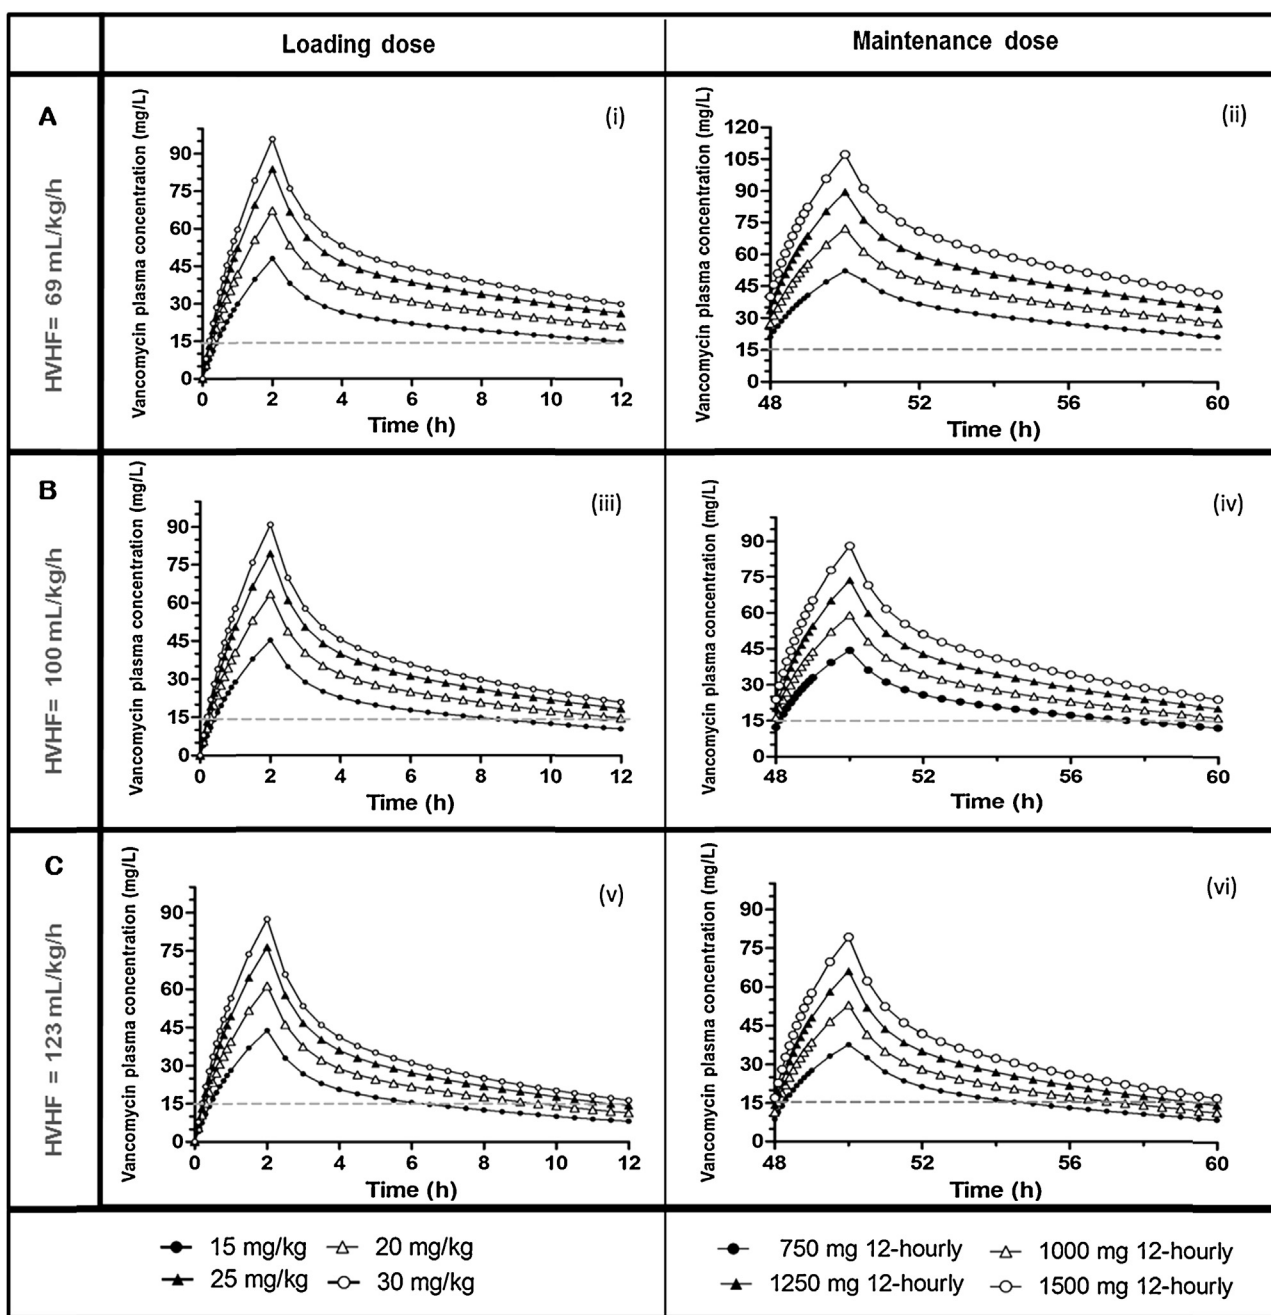 Loading dose
Maintenance dose
A
HVHF= 69 mL/kg/h
Vancomycin plasma concentration (mg/L)
(i)
90
75
60
45
30
15
0
0 2 4 6 8 10 12
Time (h)
Vancomycin plasma concentration (mg/L)
(ii)
120
105
90
75
60
45
30
15
0
48 52 56 60
Time (h)
B
HVHF= 100 mL/kg/h
Vancomycin plasma concentration (mg/L)
(iii)
90
75
60
45
30
15
0
0 2 4 6 8 10 12
Time (h)
Vancomycin plasma concentration (mg/L)
(iv)
90
75
60
45
30
15
0
48 52 56 60
Time (h)
C
HVHF = 123 mL/kg/h
Vancomycin plasma concentration (mg/L)
(v)
90
75
60
45
30
15
0
0 2 4 6 8 10 12
Time (h)
Vancomycin plasma concentration (mg/L)
(vi)
90
75
60
45
30
15
0
48 52 56 60
Time (h)
15 mg/kg 20 mg/kg
25 mg/kg 30 mg/kg
750 mg 12-hourly 1000 mg 12-hourly
1250 mg 12-hourly 1500 mg 12-hourly